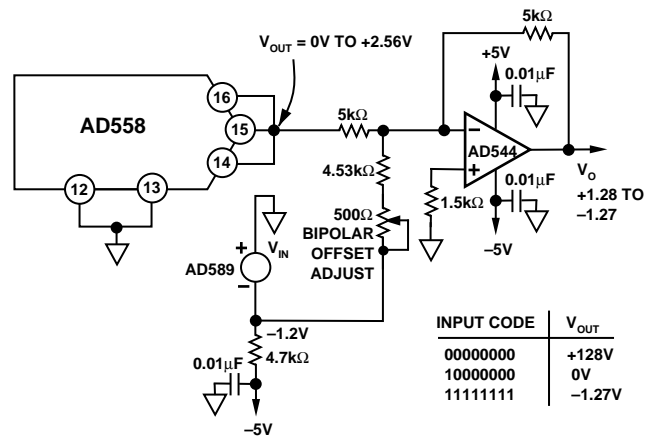 5kΩ
V_OUT = 0V TO +2.56V
+5V
0.01µF
16
AD558
15
5kΩ
14
AD544
4.53kΩ
V_O
+1.28 TO
–1.27
12
13
0.01µF
1.5kΩ
500Ω
BIPOLAR
OFFSET
ADJUST
V_IN
AD589
–5V
–1.2V
4.7kΩ
0.01µF
–5V
INPUT CODE V_OUT
00000000 +128V
10000000 0V
11111111 –1.27V